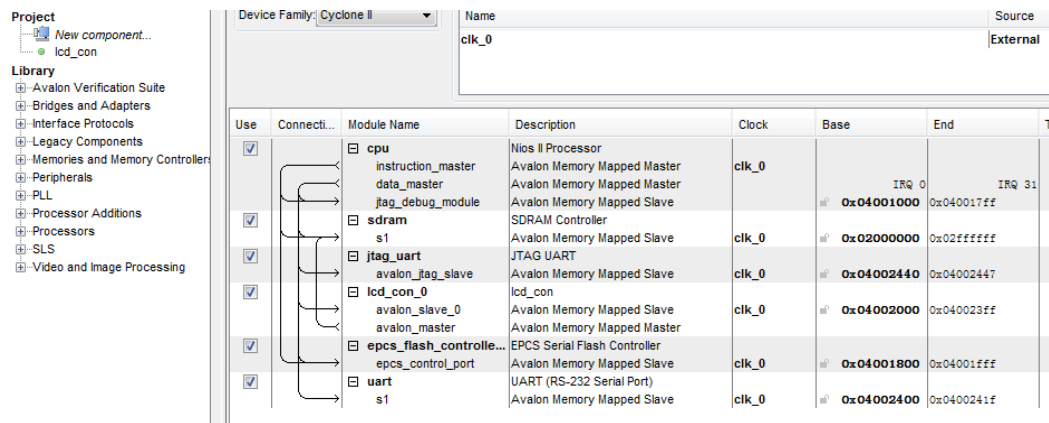 Project
New component...
lcd_con
Library
Avalon Verification Suite
Bridges and Adapters
Interface Protocols
Legacy Components
Memories and Memory Controllers
Peripherals
PLL
Processor Additions
Processors
SLS
Video and Image Processing
Device Family: Cyclone II
Name Source
clk_0 External
Use Connecti... Module Name Description Clock Base End T
cpu Nios II Processor
instruction_master Avalon Memory Mapped Master clk_0
data_master Avalon Memory Mapped Master IRQ 0 IRQ 31
jtag_debug_module Avalon Memory Mapped Slave 0x04001000 0x040017ff
sdram SDRAM Controller
s1 Avalon Memory Mapped Slave clk_0 0x02000000 0x02ffffff
jtag_uart JTAG UART
avalon_jtag_slave Avalon Memory Mapped Slave clk_0 0x04002440 0x04002447
lcd_con_0 lcd_con
avalon_slave_0 Avalon Memory Mapped Slave clk_0 0x04002000 0x040023ff
avalon_master Avalon Memory Mapped Master
epcs_flash_controlle... EPCS Serial Flash Controller
epcs_control_port Avalon Memory Mapped Slave clk_0 0x04001800 0x04001fff
uart UART (RS-232 Serial Port)
s1 Avalon Memory Mapped Slave clk_0 0x04002400 0x0400241f